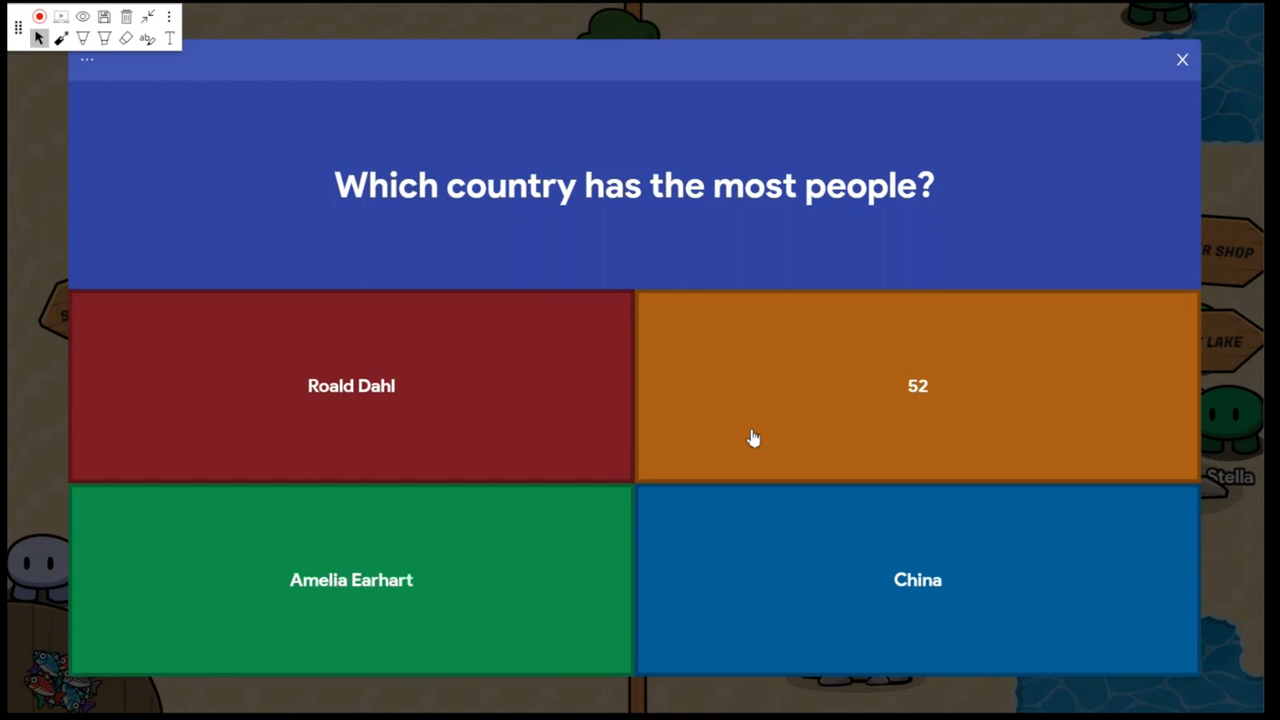 Which country has the most people?
R SHOP
S
LAKE
Roald Dahl
52
Stella
Amelia Earhart
China